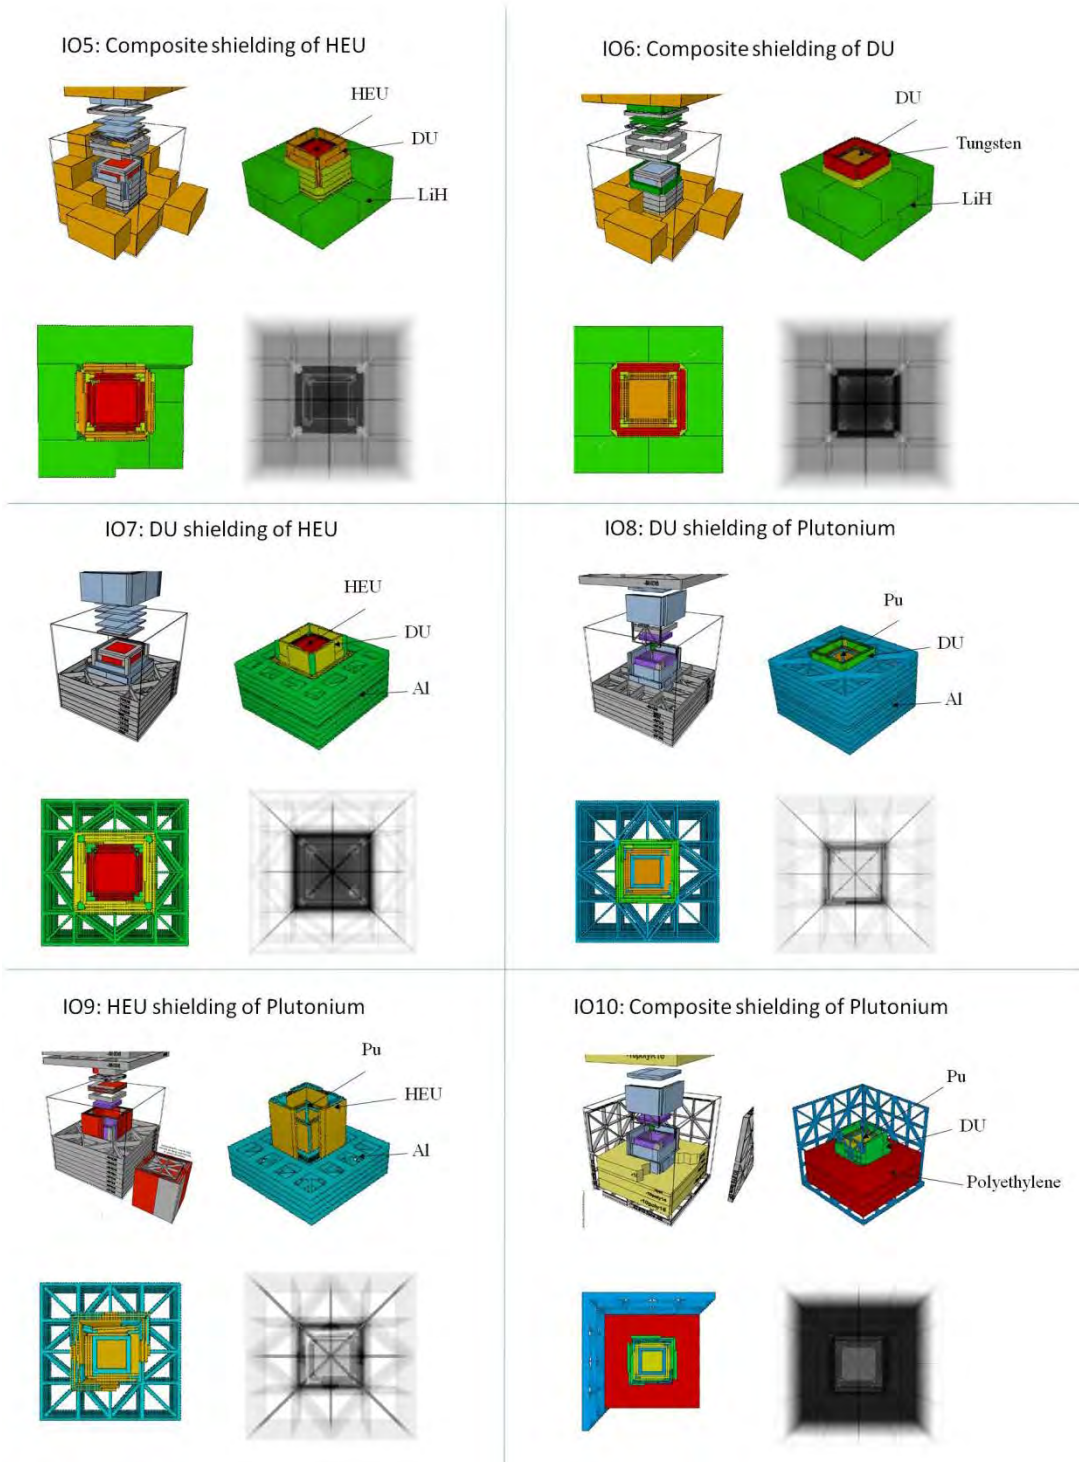 IO5: Composite shielding of HEU
HEU
DU
LiH
IO6: Composite shielding of DU
DU
Tungsten
LiH
IO7: DU shielding of HEU
HEU
DU
Al
IO8: DU shielding of Plutonium
Pu
DU
Al
IO9: HEU shielding of Plutonium
Pu
HEU
Al
IO10: Composite shielding of Plutonium
Pu
DU
Polyethylene